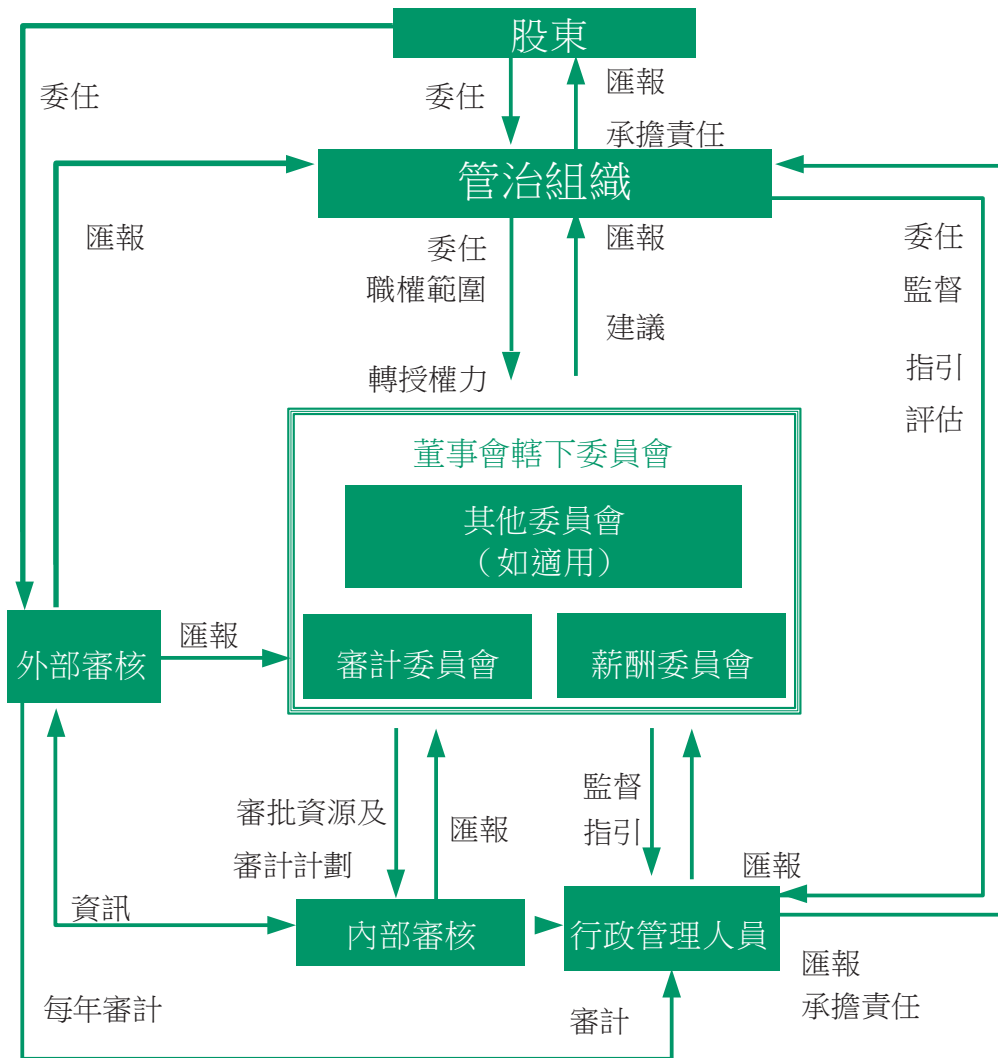 股東
委任
委任
匯報
承擔責任
管治組織
匯報
委任
職權範圍
轉授權力
匯報
建議
委任
監督
指引
評估
董事會轄下委員會
其他委員會
（如適用）
審計委員會
薪酬委員會
外部審核
匯報
審批資源及
審計計劃
匯報
監督
指引
匯報
資訊
內部審核
行政管理人員
匯報
承擔責任
每年審計
審計